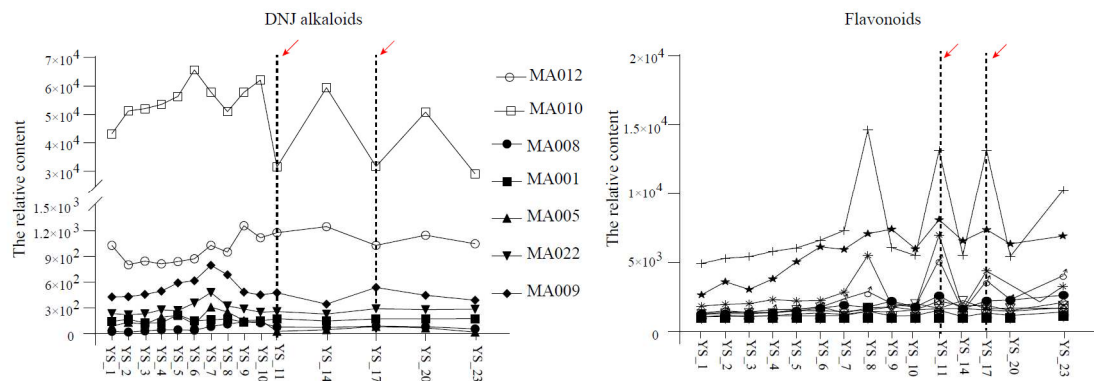 DNJ alkaloids
The relative content
7×10⁴
6×10⁴
5×10⁴
4×10⁴
3×10⁴
1.5×10³
1.2×10³
9×10²
6×10²
3×10²
0
YS_1
YS_2
YS_3
YS_4
YS_5
YS_6
YS_7
YS_8
YS_9
YS_10
YS_11
YS_14
YS_17
YS_20
YS_23
MA012
MA010
MA008
MA001
MA005
MA022
MA009
Flavonoids
The relative content
2×10⁴
1.5×10⁴
1×10⁴
5×10³
0
YS_1
YS_2
YS_3
YS_4
YS_5
YS_6
YS_7
YS_8
YS_9
YS_10
YS_11
YS_14
YS_17
YS_20
YS_23